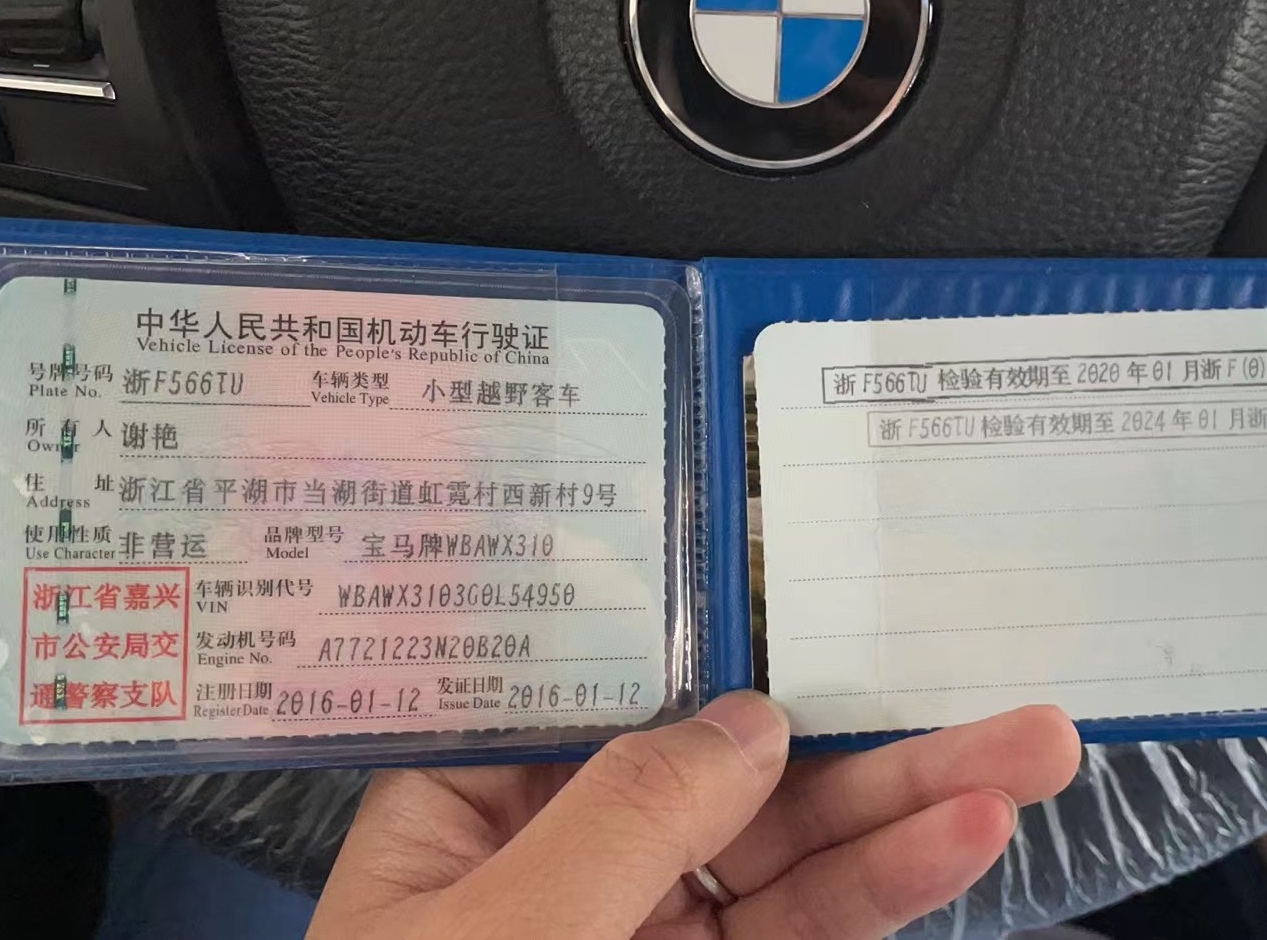 中华人民共和国机动车行驶证
Vehicle License of the People's Republic of China
号牌号码 浙F566TU 车辆类型 小型越野客车
Plate No. Vehicle Type
所有人 谢艳
Owner
住址 浙江省平湖市当湖街道虹霓村西新村9号
Address
使用性质 非营运 品牌型号 宝马牌WBAWX310
Use Character Model
浙江省嘉兴
市公安局交
通警察支队
车辆识别代号 WBAWX3103G0L54950
VIN
发动机号码 A7721223N20B20A
Engine No.
注册日期 2016-01-12 发证日期 2016-01-12
Register Date Issue Date
浙F566TU 检验有效期至2020年01月浙F(0)
浙F566TU 检验有效期至2024年01月浙